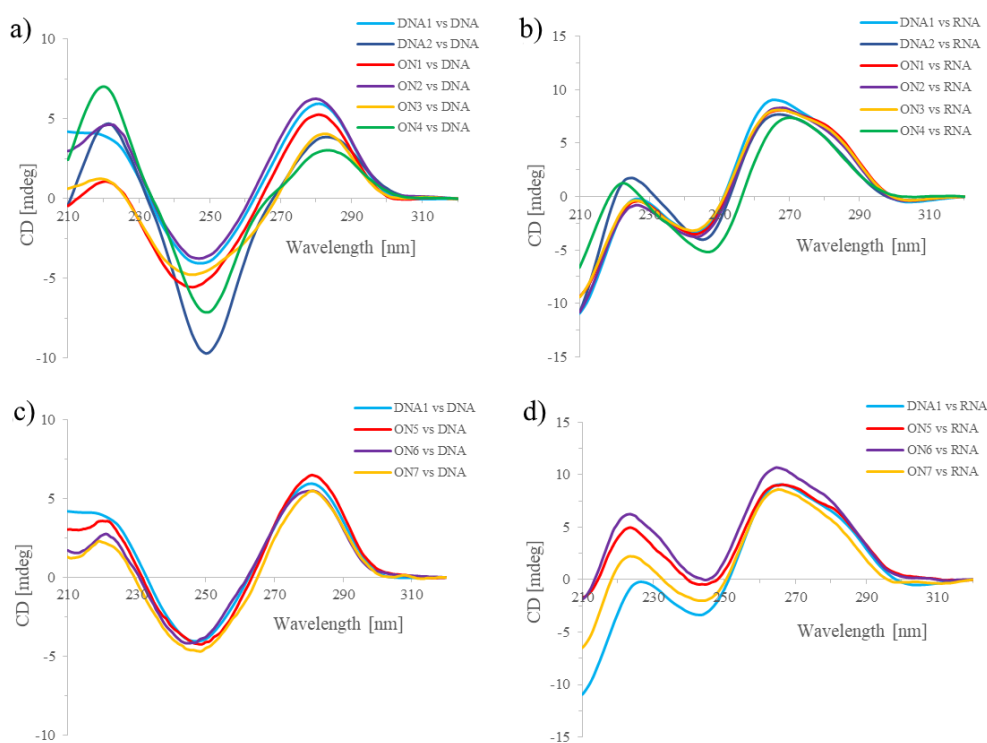 a)
DNA1 vs DNA
DNA2 vs DNA
ON1 vs DNA
ON2 vs DNA
ON3 vs DNA
ON4 vs DNA
10
5
0
-5
-10
210 230 250 270 290 310
CD [mdeg]
Wavelength [nm]
b)
DNA1 vs RNA
DNA2 vs RNA
ON1 vs RNA
ON2 vs RNA
ON3 vs RNA
ON4 vs RNA
15
10
5
0
-5
-10
-15
210 230 250 270 290 310
CD [mdeg]
Wavelength [nm]
c)
DNA1 vs DNA
ON5 vs DNA
ON6 vs DNA
ON7 vs DNA
10
5
0
-5
-10
210 230 250 270 290 310
CD [mdeg]
Wavelength [nm]
d)
DNA1 vs RNA
ON5 vs RNA
ON6 vs RNA
ON7 vs RNA
15
10
5
0
-5
-10
-15
210 230 250 270 290 310
CD [mdeg]
Wavelength [nm]